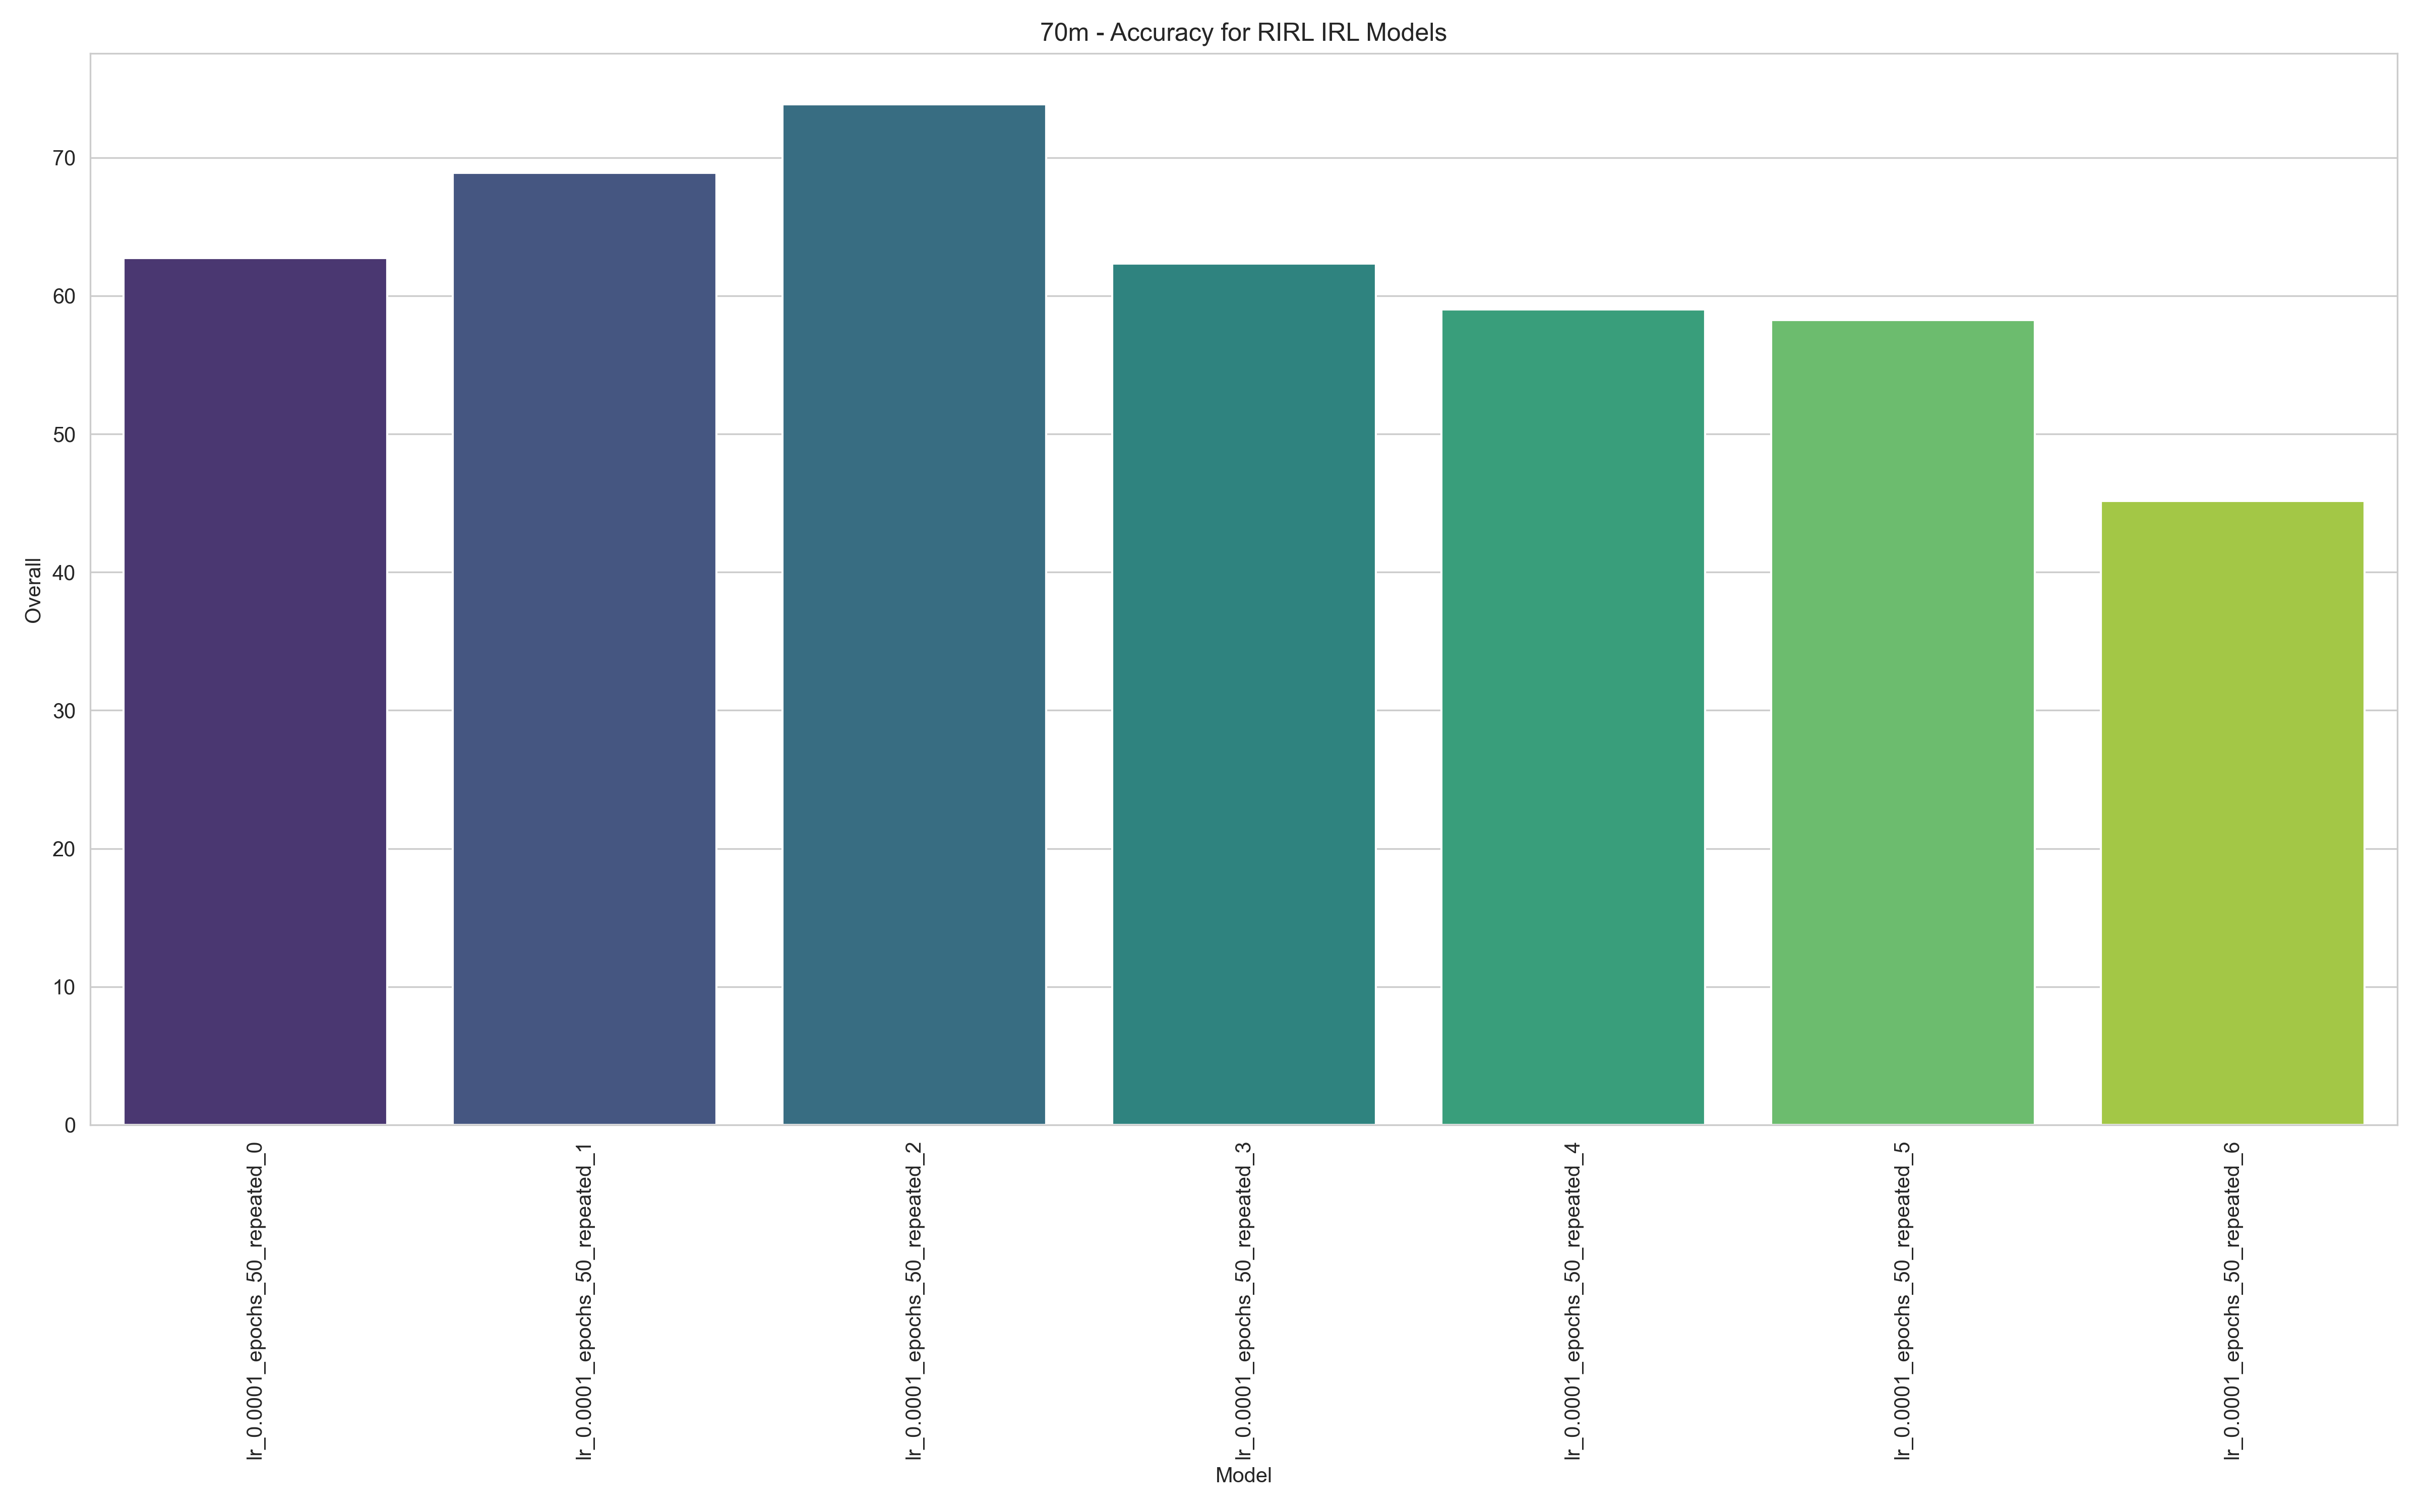 70m - Accuracy for RIRL IRL Models
Overall
70
60
50
40
30
20
10
0
lr_0.0001_epochs_50_repeated_0
lr_0.0001_epochs_50_repeated_1
lr_0.0001_epochs_50_repeated_2
lr_0.0001_epochs_50_repeated_3
lr_0.0001_epochs_50_repeated_4
lr_0.0001_epochs_50_repeated_5
lr_0.0001_epochs_50_repeated_6
Model